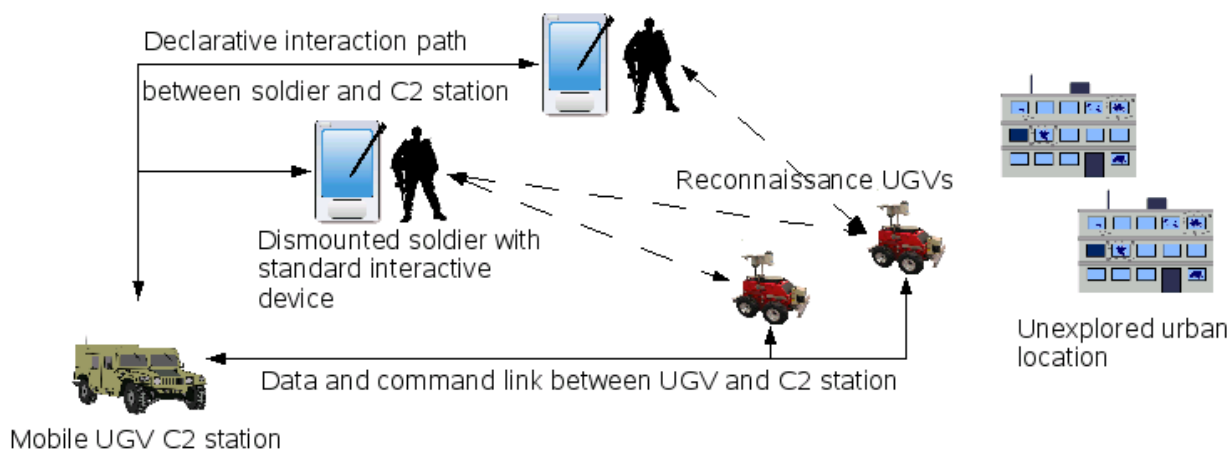 Declarative interaction path
between soldier and C2 station
Reconnaissance UGVs
Dismounted soldier with
standard interactive
device
Unexplored urban
location
Data and command link between UGV and C2 station
Mobile UGV C2 station